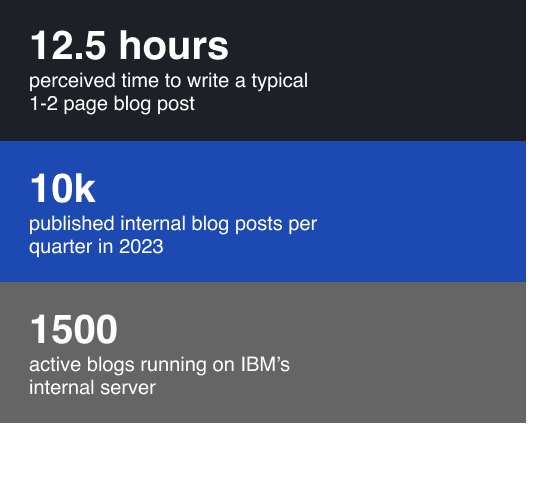 12.5 hours
perceived time to write a typical
1-2 page blog post
10k
published internal blog posts per
quarter in 2023
1500
active blogs running on IBM’s
internal server